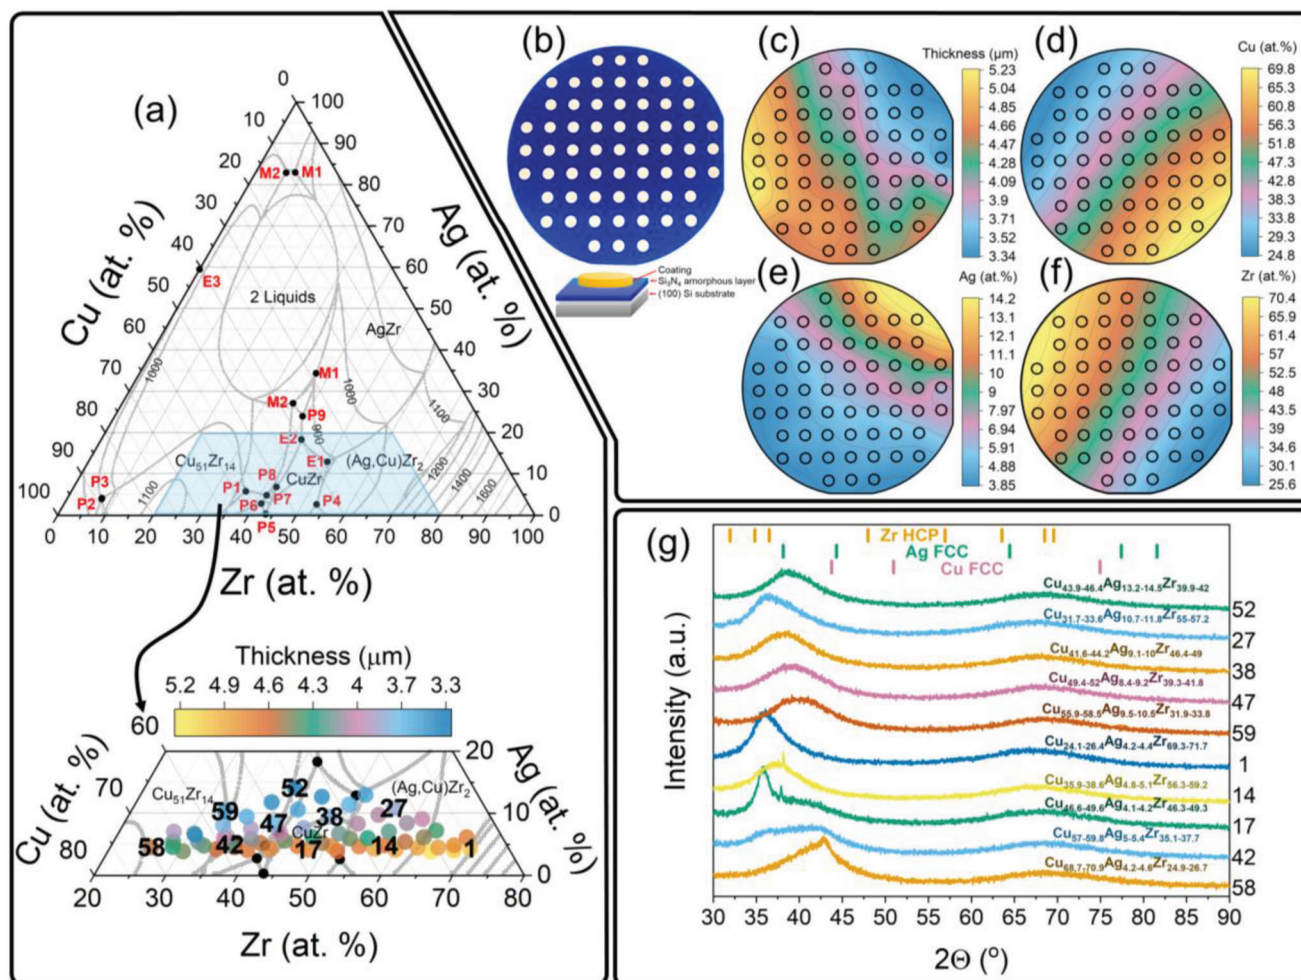 (a)
0
100
10
90
20
M2
M1
80
30
70
40
E3
60
50
2 Liquids
60
AgZr
40
1000
70
M1
30
M2
1000
P9
80
900
1100
E2
20
Cu51Zr14
E1
(Ag,Cu)Zr2
90
P8
CuZr
1200
10
P3
P1
1400
100
P2
1100
P6
P7
P4
1600
0
P5
0 10 20 30 40 50 60 70 80 90 100
Cu (at. %)
Ag (at. %)
Zr (at. %)
Thickness (μm)
5.2 4.9 4.6 4.3 4 3.7 3.3
60
20
70
Cu51Zr14
52
(Ag,Cu)Zr2
59
27
10
47
38
CuZr
80
58
42
17
14
1
0
20 30 40 50 60 70 80
Cu (at. %)
Ag (at. %)
Zr (at. %)
(b)
Coating
Si3N4 amorphous layer
(100) Si substrate
(c)
Thickness (μm)
5.23
5.04
4.85
4.66
4.47
4.28
4.09
3.9
3.71
3.52
3.34
(d)
Cu (at.%)
69.8
65.3
60.8
56.3
51.8
47.3
42.8
38.3
33.8
29.3
24.8
(e)
Ag (at.%)
14.2
13.1
12.1
11.1
10
9
7.97
6.94
5.91
4.88
3.85
(f)
Zr (at.%)
70.4
65.9
61.4
57
52.5
48
43.5
39
34.6
30.1
25.6
(g)
Zr HCP
Ag FCC
Cu FCC
Cu43.9-46.4Ag13.2-14.5Zr39.9-42
52
Cu31.7-33.6Ag10.7-11.8Zr55-57.2
27
Cu41.6-44.2Ag9.1-10Zr46.4-49
38
Cu49.4-52Ag8.4-9.2Zr39.3-41.8
47
Cu55.9-58.5Ag9.5-10.5Zr31.9-33.8
59
Cu24.1-26.4Ag4.2-4.4Zr69.3-71.7
1
Cu35.9-38.6Ag4.8-5.1Zr56.3-59.2
14
Cu46.6-49.6Ag4.1-4.2Zr46.3-49.3
17
Cu57-59.8Ag5-5.4Zr35.1-37.7
42
Cu68.7-70.9Ag4.2-4.6Zr24.9-26.7
58
30 35 40 45 50 55 60 65 70 75 80 85 90
Intensity (a.u.)
2Θ (°)